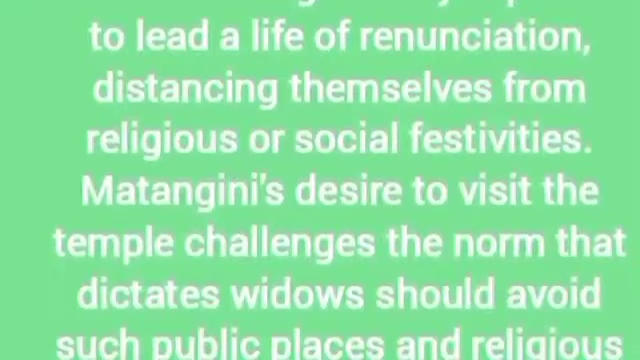 to lead a life of renunciation,
distancing themselves from
religious or social festivities.
Matangini's desire to visit the
temple challenges the norm that
dictates widows should avoid
such public places and religious